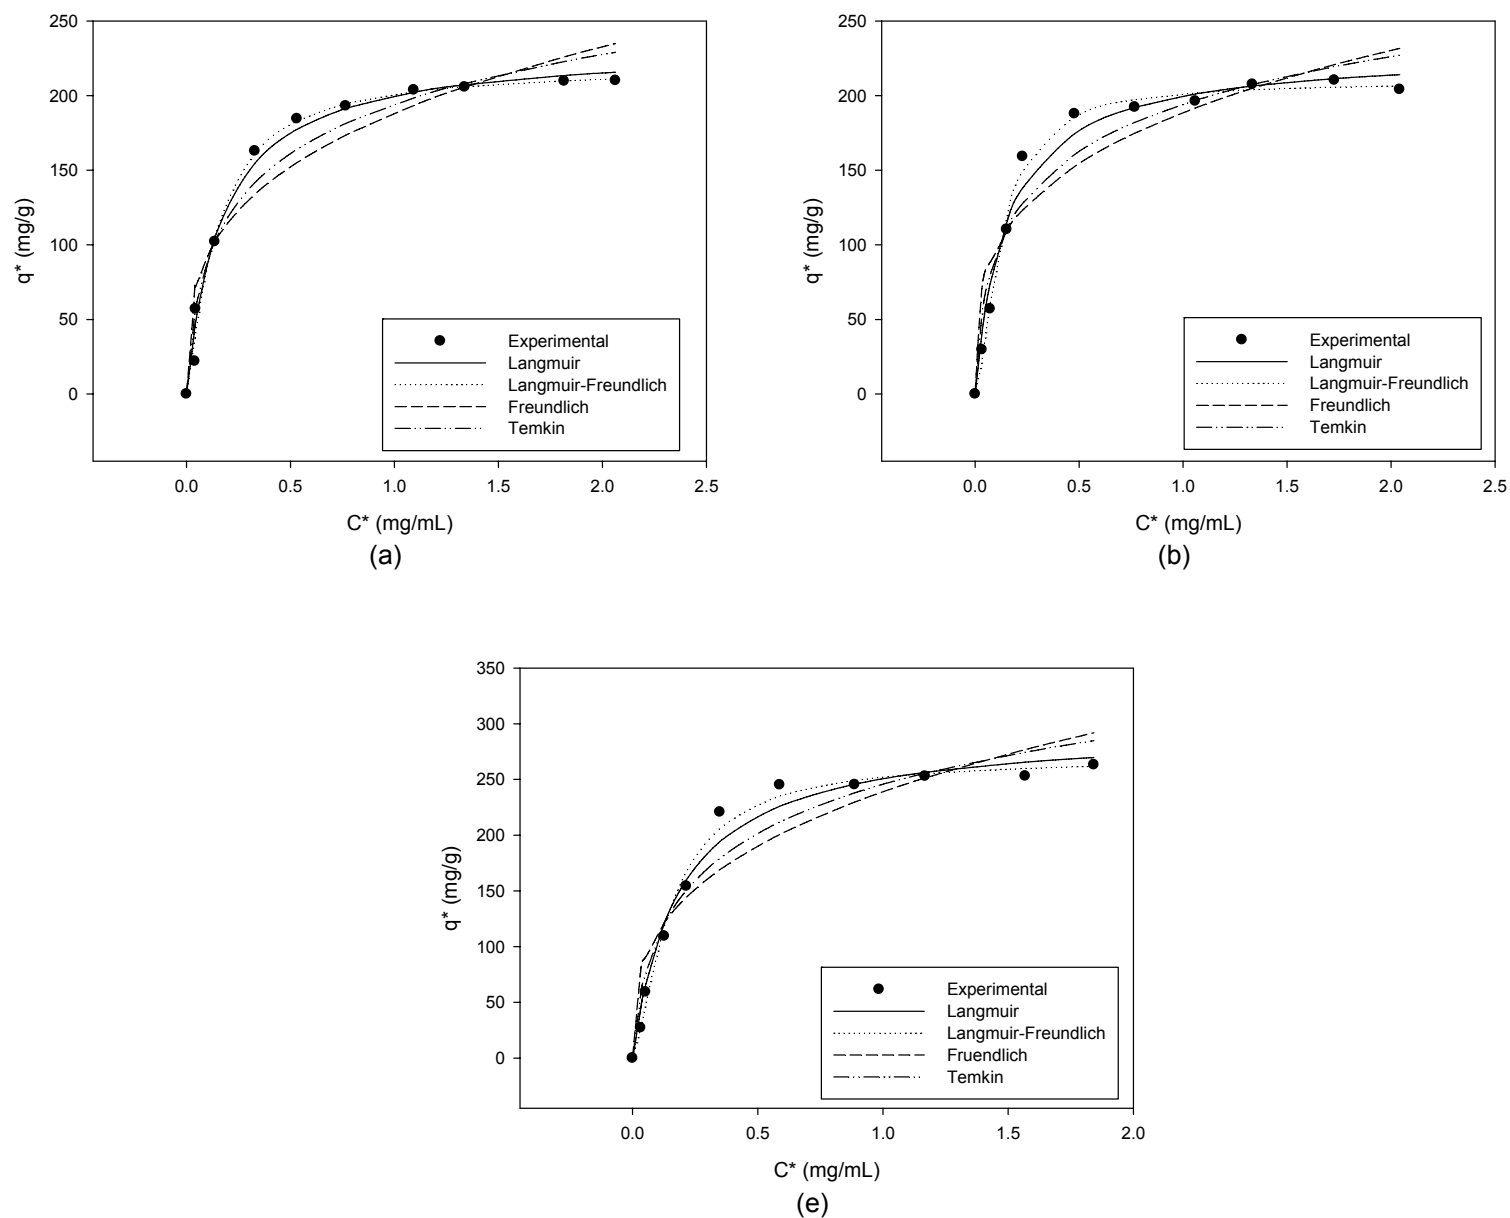 250
200
150
100
50
0
q* (mg/g)
Experimental
Langmuir
Langmuir-Freundlich
Freundlich
Temkin
0.0 0.5 1.0 1.5 2.0 2.5
C* (mg/mL)
(a)
250
200
150
100
50
0
q* (mg/g)
Experimental
Langmuir
Langmuir-Freundlich
Freundlich
Temkin
0.0 0.5 1.0 1.5 2.0 2.5
C* (mg/mL)
(b)
350
300
250
200
150
100
50
0
q* (mg/g)
Experimental
Langmuir
Langmuir-Freundlich
Fruendlich
Temkin
0.0 0.5 1.0 1.5 2.0
C* (mg/mL)
(e)